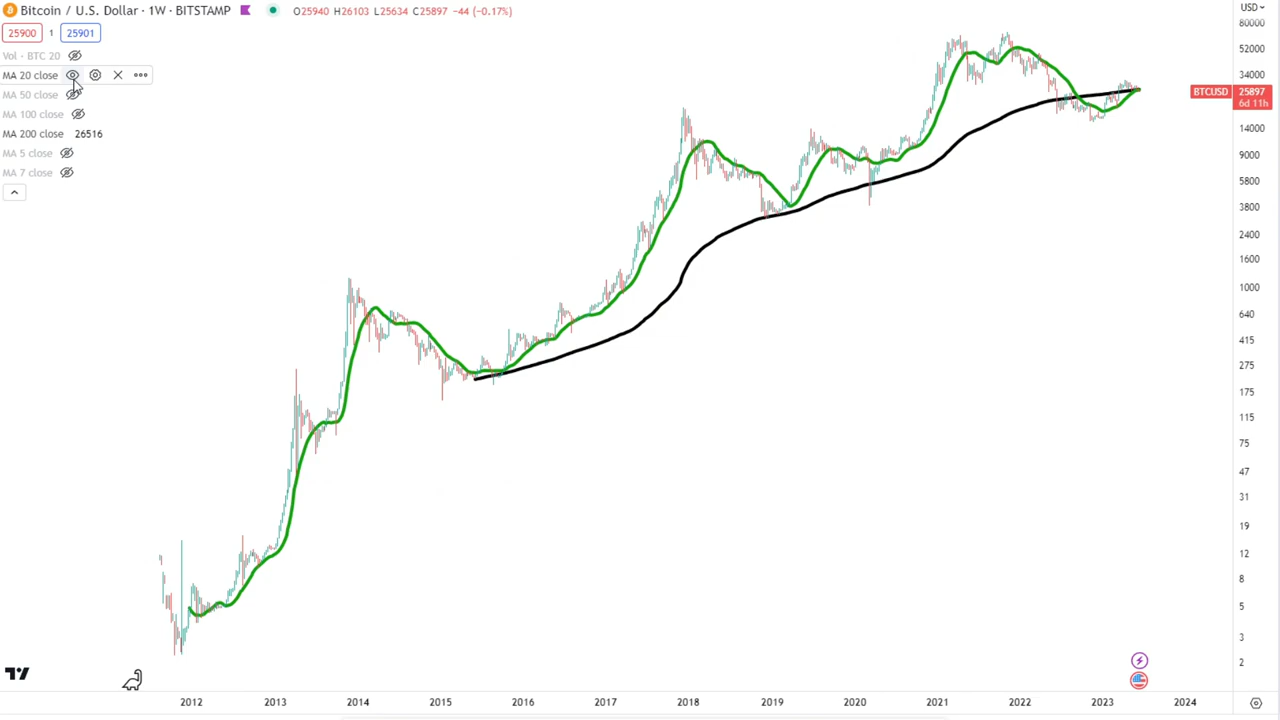 Bitcoin / U.S. Dollar · 1W · BITSTAMP O25940 H26103 L25634 C25897 −44 (−0.17%)
25900 1 25901
Vol · BTC 20
MA 20 close
MA 50 close
MA 100 close
MA 200 close 26516
MA 5 close
MA 7 close
USD
80000
52000
34000
BTCUSD 25897
6d 11h
14000
9000
5800
3800
2400
1600
1000
640
415
275
175
115
75
47
31
19
12
8
5
3
2
2012 2013 2014 2015 2016 2017 2018 2019 2020 2021 2022 2023 2024